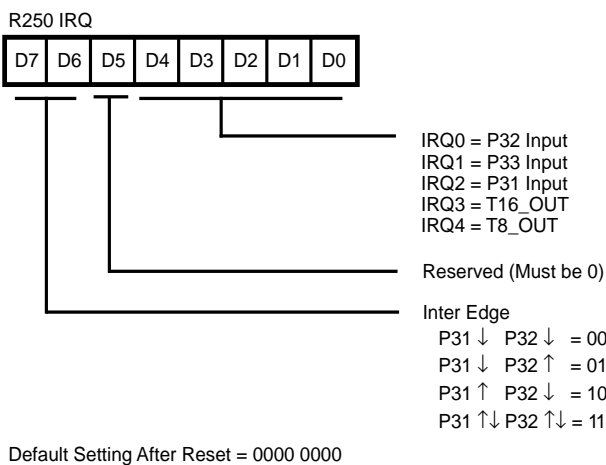 R250 IRQ
D7 D6 D5 D4 D3 D2 D1 D0
IRQ0 = P32 Input
IRQ1 = P33 Input
IRQ2 = P31 Input
IRQ3 = T16_OUT
IRQ4 = T8_OUT
Reserved (Must be 0)
Inter Edge
P31 ↓ P32 ↓ = 00
P31 ↓ P32 ↑ = 01
P31 ↑ P32 ↓ = 10
P31 ↑↓ P32 ↑↓ = 11
Default Setting After Reset = 0000 0000